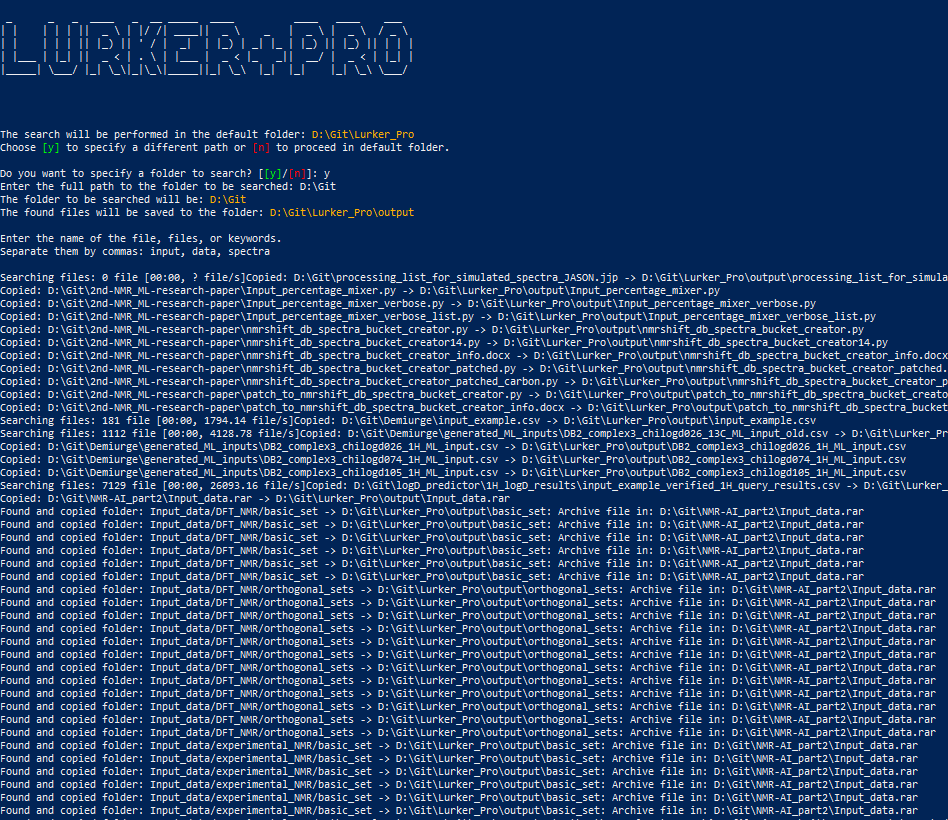 LURKER+PRO
The search will be performed in the default folder: D:\Git\Lurker_Pro
Choose [y] to specify a different path or [n] to proceed in default folder.
Do you want to specify a folder to search? [[y]/[n]]: y
Enter the full path to the folder to be searched: D:\Git
The folder to be searched will be: D:\Git
The found files will be saved to the folder: D:\Git\Lurker_Pro\output
Enter the name of the file, files, or keywords.
Separate them by commas: input, data, spectra
Searching files: 0 file [00:00, ? file/s]Copied: D:\Git\processing_list_for_simulated_spectra_JASON.jjp -> D:\Git\Lurker_Pro\output\processing_list_for_simula
Copied: D:\Git\2nd-NMR_ML-research-paper\Input_percentage_mixer.py -> D:\Git\Lurker_Pro\output\Input_percentage_mixer.py
Copied: D:\Git\2nd-NMR_ML-research-paper\Input_percentage_mixer_verbose.py -> D:\Git\Lurker_Pro\output\Input_percentage_mixer_verbose.py
Copied: D:\Git\2nd-NMR_ML-research-paper\Input_percentage_mixer_verbose_list.py -> D:\Git\Lurker_Pro\output\Input_percentage_mixer_verbose_list.py
Copied: D:\Git\2nd-NMR_ML-research-paper\nmrshift_db_spectra_bucket_creator.py -> D:\Git\Lurker_Pro\output\nmrshift_db_spectra_bucket_creator.py
Copied: D:\Git\2nd-NMR_ML-research-paper\nmrshift_db_spectra_bucket_creator14.py -> D:\Git\Lurker_Pro\output\nmrshift_db_spectra_bucket_creator14.py
Copied: D:\Git\2nd-NMR_ML-research-paper\nmrshift_db_spectra_bucket_creator_info.docx -> D:\Git\Lurker_Pro\output\nmrshift_db_spectra_bucket_creator_info.docx
Copied: D:\Git\2nd-NMR_ML-research-paper\nmrshift_db_spectra_bucket_creator_patched.py -> D:\Git\Lurker_Pro\output\nmrshift_db_spectra_bucket_creator_patched.
Copied: D:\Git\2nd-NMR_ML-research-paper\nmrshift_db_spectra_bucket_creator_patched_carbon.py -> D:\Git\Lurker_Pro\output\nmrshift_db_spectra_bucket_creator_p
Copied: D:\Git\2nd-NMR_ML-research-paper\patch_to_nmrshift_db_spectra_bucket_creator.py -> D:\Git\Lurker_Pro\output\patch_to_nmrshift_db_spectra_bucket_creato
Copied: D:\Git\2nd-NMR_ML-research-paper\patch_to_nmrshift_db_spectra_bucket_creator_info.docx -> D:\Git\Lurker_Pro\output\patch_to_nmrshift_db_spectra_bucket
Searching files: 181 file [00:00, 1794.14 file/s]Copied: D:\Git\Demiurge\input_example.csv -> D:\Git\Lurker_Pro\output\input_example.csv
Searching files: 1112 file [00:00, 4128.78 file/s]Copied: D:\Git\Demiurge\generated_ML_inputs\DB2_complex3_chilogd026_13C_ML_input_old.csv -> D:\Git\Lurker_Pr
Copied: D:\Git\Demiurge\generated_ML_inputs\DB2_complex3_chilogd026_1H_ML_input.csv -> D:\Git\Lurker_Pro\output\DB2_complex3_chilogd026_1H_ML_input.csv
Copied: D:\Git\Demiurge\generated_ML_inputs\DB2_complex3_chilogd074_1H_ML_input.csv -> D:\Git\Lurker_Pro\output\DB2_complex3_chilogd074_1H_ML_input.csv
Copied: D:\Git\Demiurge\generated_ML_inputs\DB2_complex3_chilogd105_1H_ML_input.csv -> D:\Git\Lurker_Pro\output\DB2_complex3_chilogd105_1H_ML_input.csv
Searching files: 7129 file [00:00, 26093.16 file/s]Copied: D:\Git\logD_predictor\1H_logD_results\input_example_verified_1H_query_results.csv -> D:\Git\Lurker_
Copied: D:\Git\NMR-AI_part2\Input_data.rar -> D:\Git\Lurker_Pro\output\Input_data.rar
Found and copied folder: Input_data/DFT_NMR/basic_set -> D:\Git\Lurker_Pro\output\basic_set: Archive file in: D:\Git\NMR-AI_part2\Input_data.rar
Found and copied folder: Input_data/DFT_NMR/basic_set -> D:\Git\Lurker_Pro\output\basic_set: Archive file in: D:\Git\NMR-AI_part2\Input_data.rar
Found and copied folder: Input_data/DFT_NMR/basic_set -> D:\Git\Lurker_Pro\output\basic_set: Archive file in: D:\Git\NMR-AI_part2\Input_data.rar
Found and copied folder: Input_data/DFT_NMR/basic_set -> D:\Git\Lurker_Pro\output\basic_set: Archive file in: D:\Git\NMR-AI_part2\Input_data.rar
Found and copied folder: Input_data/DFT_NMR/basic_set -> D:\Git\Lurker_Pro\output\basic_set: Archive file in: D:\Git\NMR-AI_part2\Input_data.rar
Found and copied folder: Input_data/DFT_NMR/basic_set -> D:\Git\Lurker_Pro\output\basic_set: Archive file in: D:\Git\NMR-AI_part2\Input_data.rar
Found and copied folder: Input_data/DFT_NMR/orthogonal_sets -> D:\Git\Lurker_Pro\output\orthogonal_sets: Archive file in: D:\Git\NMR-AI_part2\Input_data.rar
Found and copied folder: Input_data/DFT_NMR/orthogonal_sets -> D:\Git\Lurker_Pro\output\orthogonal_sets: Archive file in: D:\Git\NMR-AI_part2\Input_data.rar
Found and copied folder: Input_data/DFT_NMR/orthogonal_sets -> D:\Git\Lurker_Pro\output\orthogonal_sets: Archive file in: D:\Git\NMR-AI_part2\Input_data.rar
Found and copied folder: Input_data/DFT_NMR/orthogonal_sets -> D:\Git\Lurker_Pro\output\orthogonal_sets: Archive file in: D:\Git\NMR-AI_part2\Input_data.rar
Found and copied folder: Input_data/DFT_NMR/orthogonal_sets -> D:\Git\Lurker_Pro\output\orthogonal_sets: Archive file in: D:\Git\NMR-AI_part2\Input_data.rar
Found and copied folder: Input_data/DFT_NMR/orthogonal_sets -> D:\Git\Lurker_Pro\output\orthogonal_sets: Archive file in: D:\Git\NMR-AI_part2\Input_data.rar
Found and copied folder: Input_data/DFT_NMR/orthogonal_sets -> D:\Git\Lurker_Pro\output\orthogonal_sets: Archive file in: D:\Git\NMR-AI_part2\Input_data.rar
Found and copied folder: Input_data/DFT_NMR/orthogonal_sets -> D:\Git\Lurker_Pro\output\orthogonal_sets: Archive file in: D:\Git\NMR-AI_part2\Input_data.rar
Found and copied folder: Input_data/DFT_NMR/orthogonal_sets -> D:\Git\Lurker_Pro\output\orthogonal_sets: Archive file in: D:\Git\NMR-AI_part2\Input_data.rar
Found and copied folder: Input_data/DFT_NMR/orthogonal_sets -> D:\Git\Lurker_Pro\output\orthogonal_sets: Archive file in: D:\Git\NMR-AI_part2\Input_data.rar
Found and copied folder: Input_data/DFT_NMR/orthogonal_sets -> D:\Git\Lurker_Pro\output\orthogonal_sets: Archive file in: D:\Git\NMR-AI_part2\Input_data.rar
Found and copied folder: Input_data/DFT_NMR/orthogonal_sets -> D:\Git\Lurker_Pro\output\orthogonal_sets: Archive file in: D:\Git\NMR-AI_part2\Input_data.rar
Found and copied folder: Input_data/experimental_NMR/basic_set -> D:\Git\Lurker_Pro\output\basic_set: Archive file in: D:\Git\NMR-AI_part2\Input_data.rar
Found and copied folder: Input_data/experimental_NMR/basic_set -> D:\Git\Lurker_Pro\output\basic_set: Archive file in: D:\Git\NMR-AI_part2\Input_data.rar
Found and copied folder: Input_data/experimental_NMR/basic_set -> D:\Git\Lurker_Pro\output\basic_set: Archive file in: D:\Git\NMR-AI_part2\Input_data.rar
Found and copied folder: Input_data/experimental_NMR/basic_set -> D:\Git\Lurker_Pro\output\basic_set: Archive file in: D:\Git\NMR-AI_part2\Input_data.rar
Found and copied folder: Input_data/experimental_NMR/basic_set -> D:\Git\Lurker_Pro\output\basic_set: Archive file in: D:\Git\NMR-AI_part2\Input_data.rar
Found and copied folder: Input_data/experimental_NMR/basic_set -> D:\Git\Lurker_Pro\output\basic_set: Archive file in: D:\Git\NMR-AI_part2\Input_data.rar